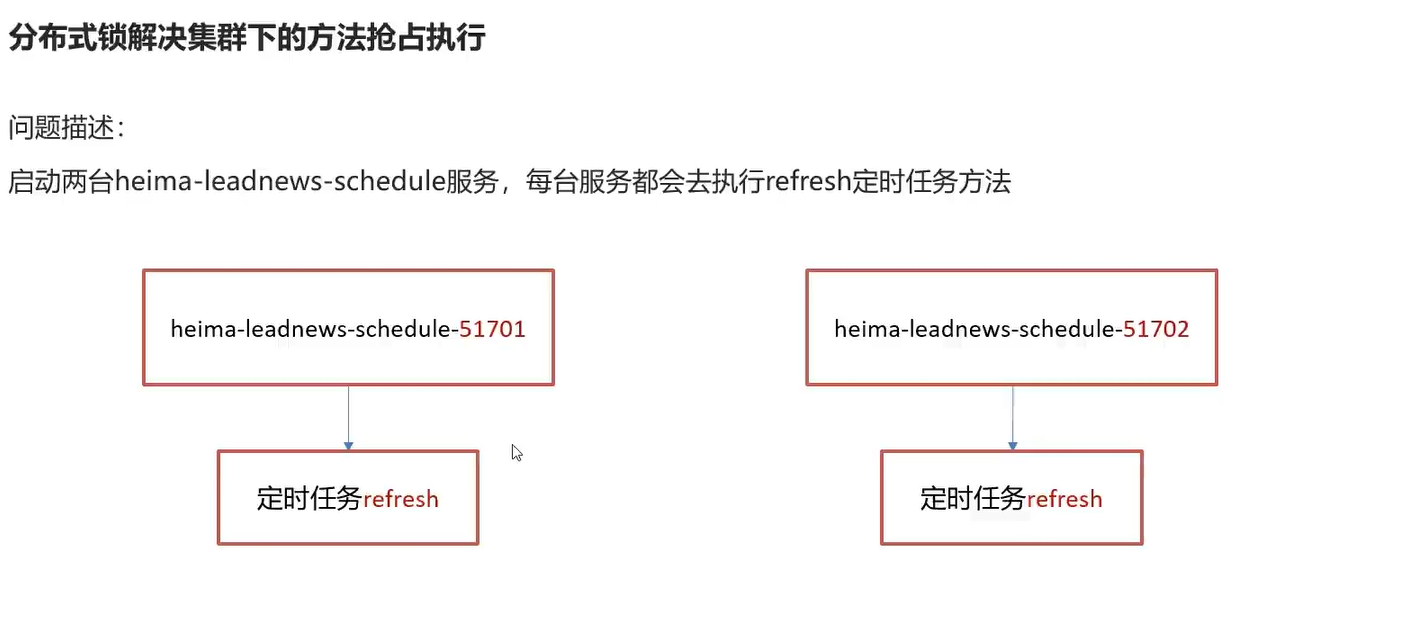 分布式锁解决集群下的方法抢占执行
问题描述：
启动两台heima-leadnews-schedule服务，每台服务都会去执行refresh定时任务方法
heima-leadnews-schedule-51701
heima-leadnews-schedule-51702
定时任务refresh
定时任务refresh